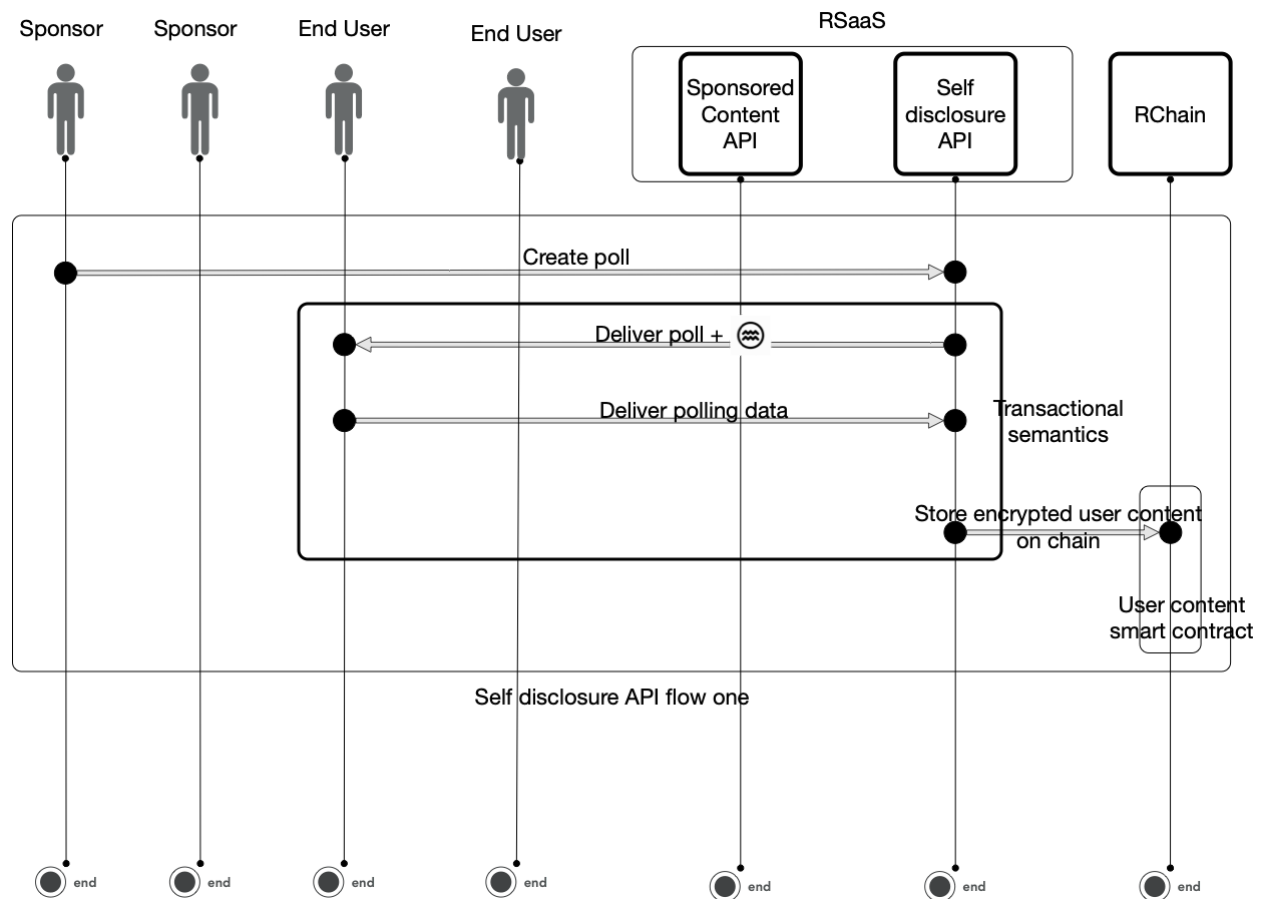 RSaaS
Sponsor
Sponsor
End User
End User
Sponsored
Content
API
Self
disclosure
API
RChain
Create poll
Deliver poll +
Deliver polling data
Transactional
semantics
Store encrypted user content
on chain
User content
smart contract
Self disclosure API flow one
end
end
end
end
end
end
end